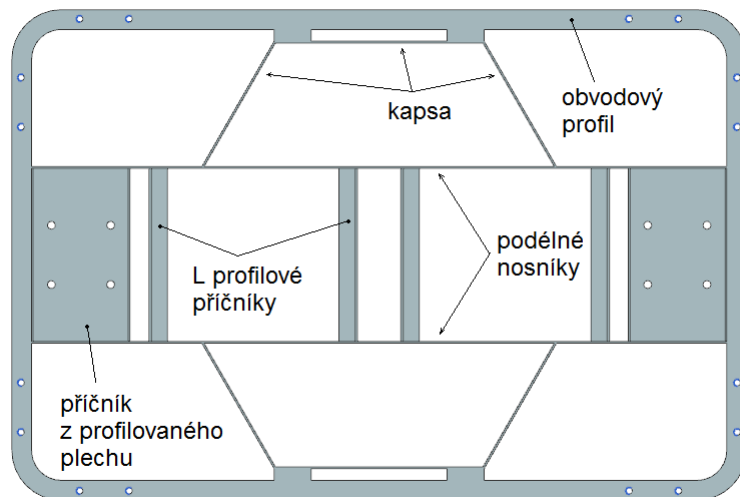 kapsa
obvodový
profil
podélné
nosníky
L profilové
příčníky
příčník
z profilovaného
plechu